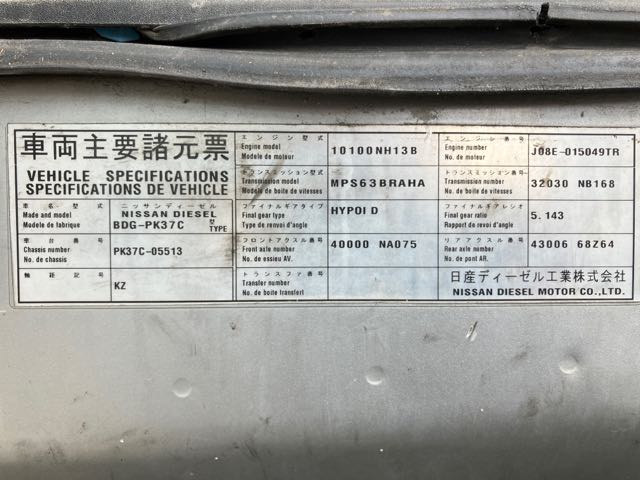 車両主要諸元票
VEHICLE SPECIFICATIONS
SPECIFICATIONS DE VEHICLE
車名・型式 ニッサンディーゼル
Made and model NISSAN DIESEL 型式
Modele de fabrique BDG-PK37C TYPE
車台番号
Chassis number PK37C-05513
No. de chassis
軸距記号 KZ
エンジン型式
Engine model 10100NH13B
Modele de moteur
トランスミッション型式
Transmission model MPS63BRAHA
Modele de boite de vitesses
ファイナルギアタイプ
Final gear type HYPOID
Type de renvoi d'angle
フロントアクスル番号
Front axle number 40000 NA075
No. de essieu AV.
トランスファ番号
Transfer number
No. de boite transfert
エンジン番号
Engine number J08E-015049TR
No. de moteur
トランスミッション番号
Transmission number 32030 NB168
No. de boite de vitesses
ファイナルギアレシオ
Final gear ratio 5.143
Rapport de renvoi d'angle
リアアクスル番号
Rear axle number 43006 68Z64
No. de pont AR.
日産ディーゼル工業株式会社
NISSAN DIESEL MOTOR CO.,LTD.